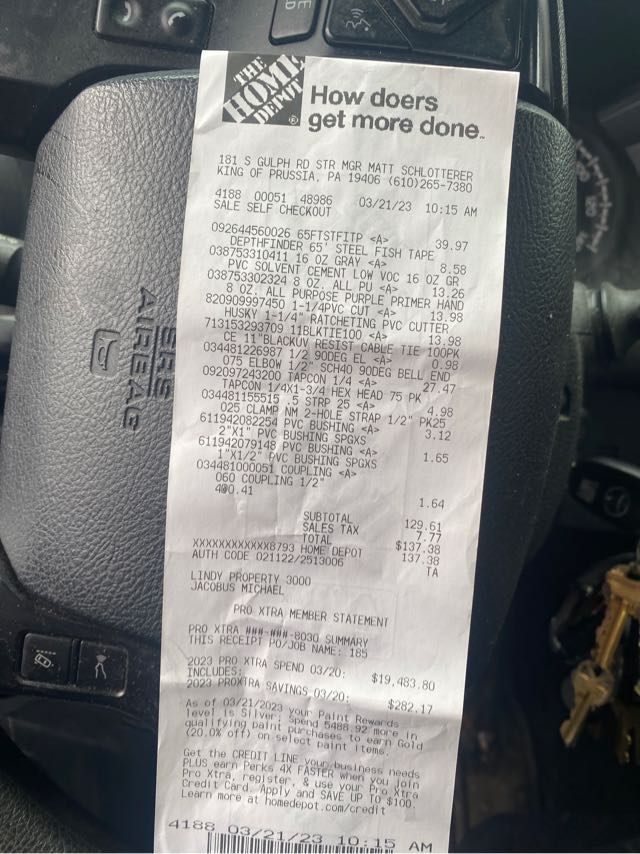 THE
HOME
DEPOT
How doers
get more done.
181 S GULPH RD STR MGR MATT SCHLOTTERER
KING OF PRUSSIA, PA 19406 (610)265-7380
4188 00051 48986 03/21/23 10:15 AM
SALE SELF CHECKOUT
092644560026 65FTSTFITP <A> 39.97
DEPTHFINDER 65' STEEL FISH TAPE
038753310411 16 OZ GRAY <A> 8.58
PVC SOLVENT CEMENT LOW VOC 16 OZ GR
038753302324 8 OZ. ALL PU <A> 13.26
8 OZ. ALL PURPOSE PURPLE PRIMER HAND
820909997450 1-1/4PVC CUT <A> 13.98
HUSKY 1-1/4" RATCHETING PVC CUTTER
713153293709 11BLKTIE100 <A> 13.98
CE 11"BLACKUV RESIST CABLE TIE 100PK
034481226987 1/2 90DEG EL <A> 0.98
075 ELBOW 1/2" SCH40 90DEG BELL END
092097243200 TAPCON 1/4 <A> 27.47
TAPCON 1/4X1-3/4 HEX HEAD 75 PK
034481155515 .5 STRP 25 <A> 4.98
025 CLAMP NM 2-HOLE STRAP 1/2" PK25
611942082254 PVC BUSHING <A> 3.12
2"X1" PVC BUSHING SPGXS
611942079148 PVC BUSHING <A> 1.65
1"X1/2" PVC BUSHING SPGXS
034481000051 COUPLING <A>
060 COUPLING 1/2"
4@0.41 1.64
SUBTOTAL 129.61
SALES TAX 7.77
TOTAL $137.38
XXXXXXXXXXXX8793 HOME DEPOT 137.38
AUTH CODE 021122/2513006 TA
LINDY PROPERTY 3000
JACOBUS MICHAEL
PRO XTRA MEMBER STATEMENT
PRO XTRA ###-###-8030 SUMMARY
THIS RECEIPT PO/JOB NAME: 185
2023 PRO XTRA SPEND 03/20: $19,483.80
INCLUDES:
2023 PROXTRA SAVINGS 03/20: $282.17
As of 03/21/2023 your Paint Rewards
level is Silver; Spend 5488.92 more in
qualifying paint purchases to earn Gold
(20.0% off) on select paint items.
Get the CREDIT LINE your business needs
PLUS earn Perks 4X FASTER when you join
Pro Xtra, register, & use your Pro Xtra
Credit Card. Apply and SAVE UP TO $100.
Learn more at homedepot.com/credit
4188 03/21/23 10:15 AM
SRS
AIRBAG